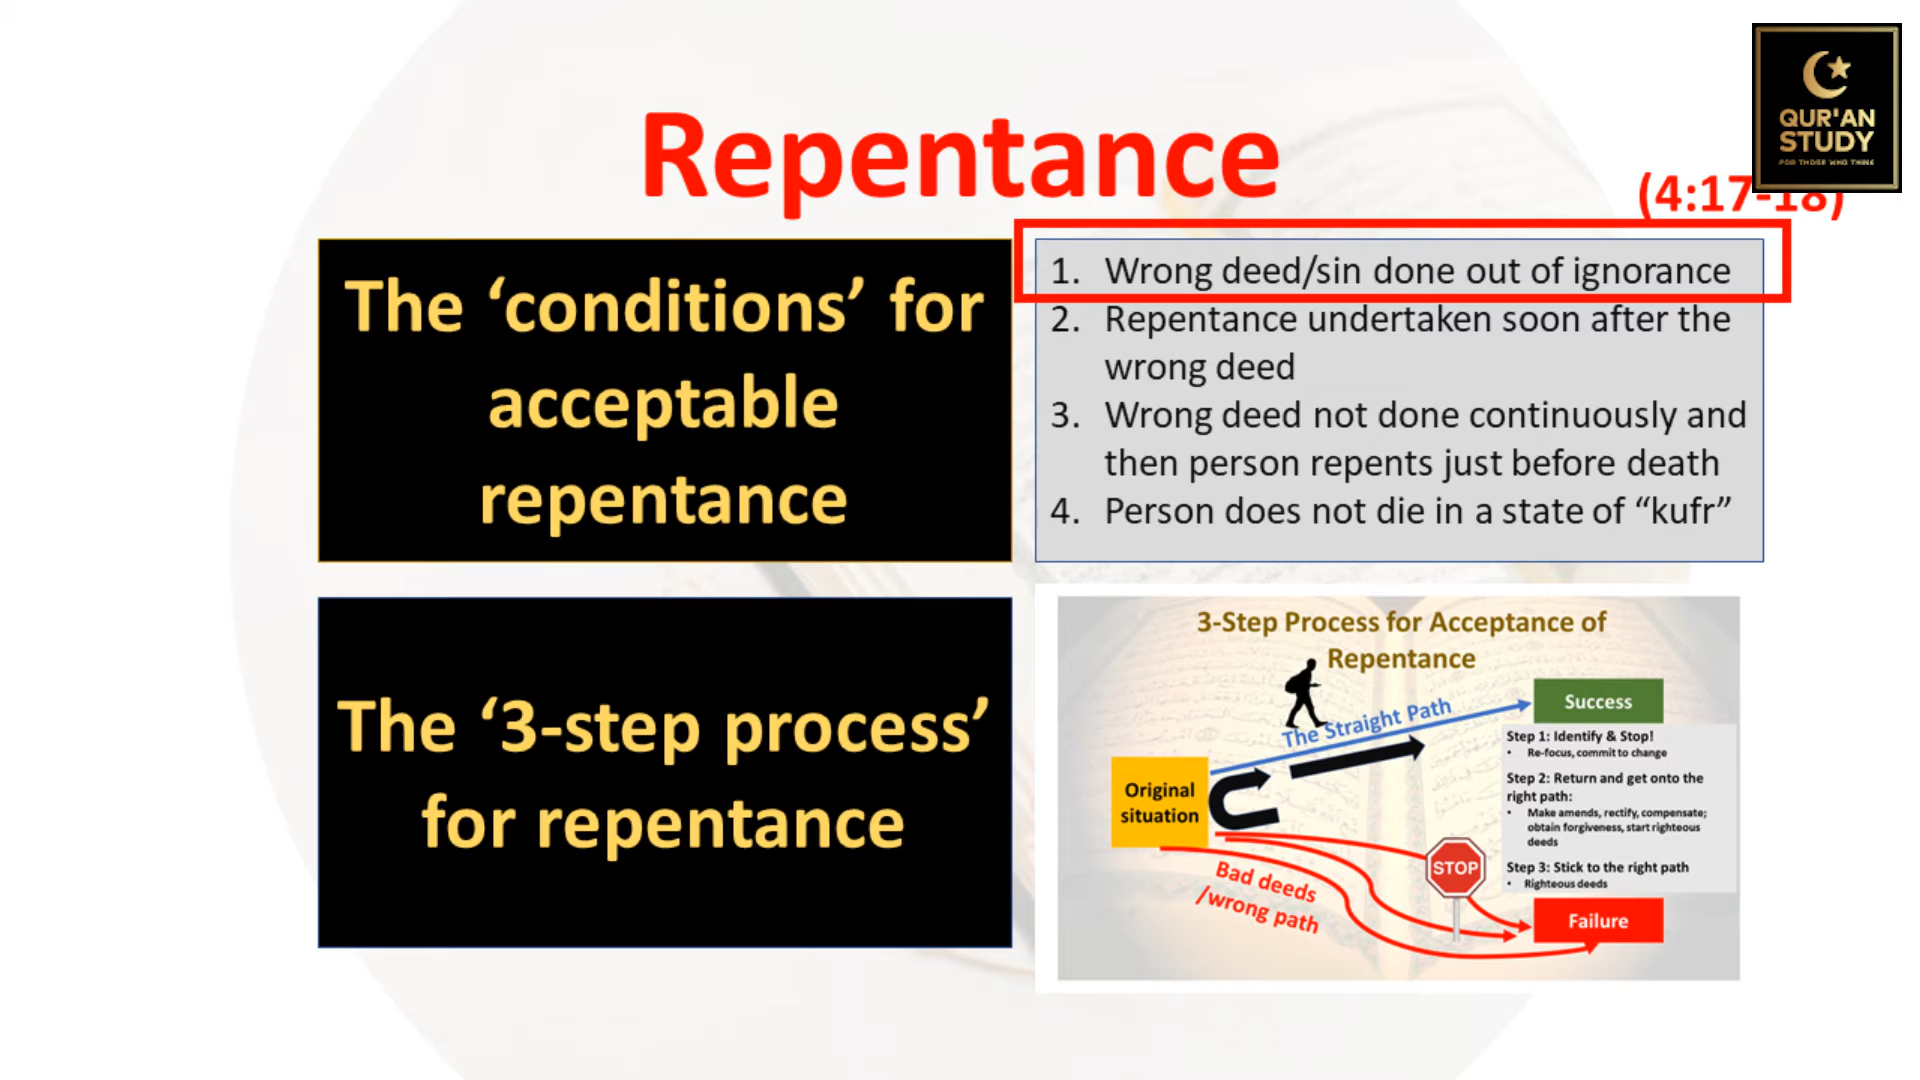 QUR'AN
STUDY
FOR THOSE WHO THINK
Repentance
(4:17-18)
The ‘conditions’ for
acceptable
repentance
1. Wrong deed/sin done out of ignorance
2. Repentance undertaken soon after the
wrong deed
3. Wrong deed not done continuously and
then person repents just before death
4. Person does not die in a state of “kufr”
The ‘3-step process’
for repentance
3-Step Process for Acceptance of
Repentance
The Straight Path
Success
Original
situation
Step 1: Identify & Stop!
• Re-focus, commit to change
Step 2: Return and get onto the
right path:
• Make amends, rectify, compensate;
obtain forgiveness, start righteous
deeds
Step 3: Stick to the right path
• Righteous deeds
STOP
Bad deeds
/wrong path
Failure